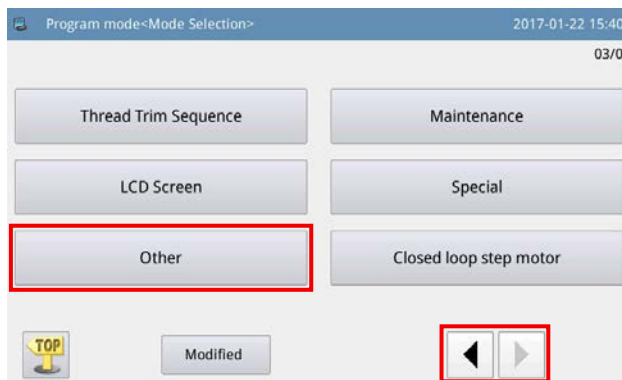 Program mode<Mode Selection> 2017-01-22 15:40
03/0
Thread Trim Sequence Maintenance
LCD Screen Special
Other Closed loop step motor
TOP Modified